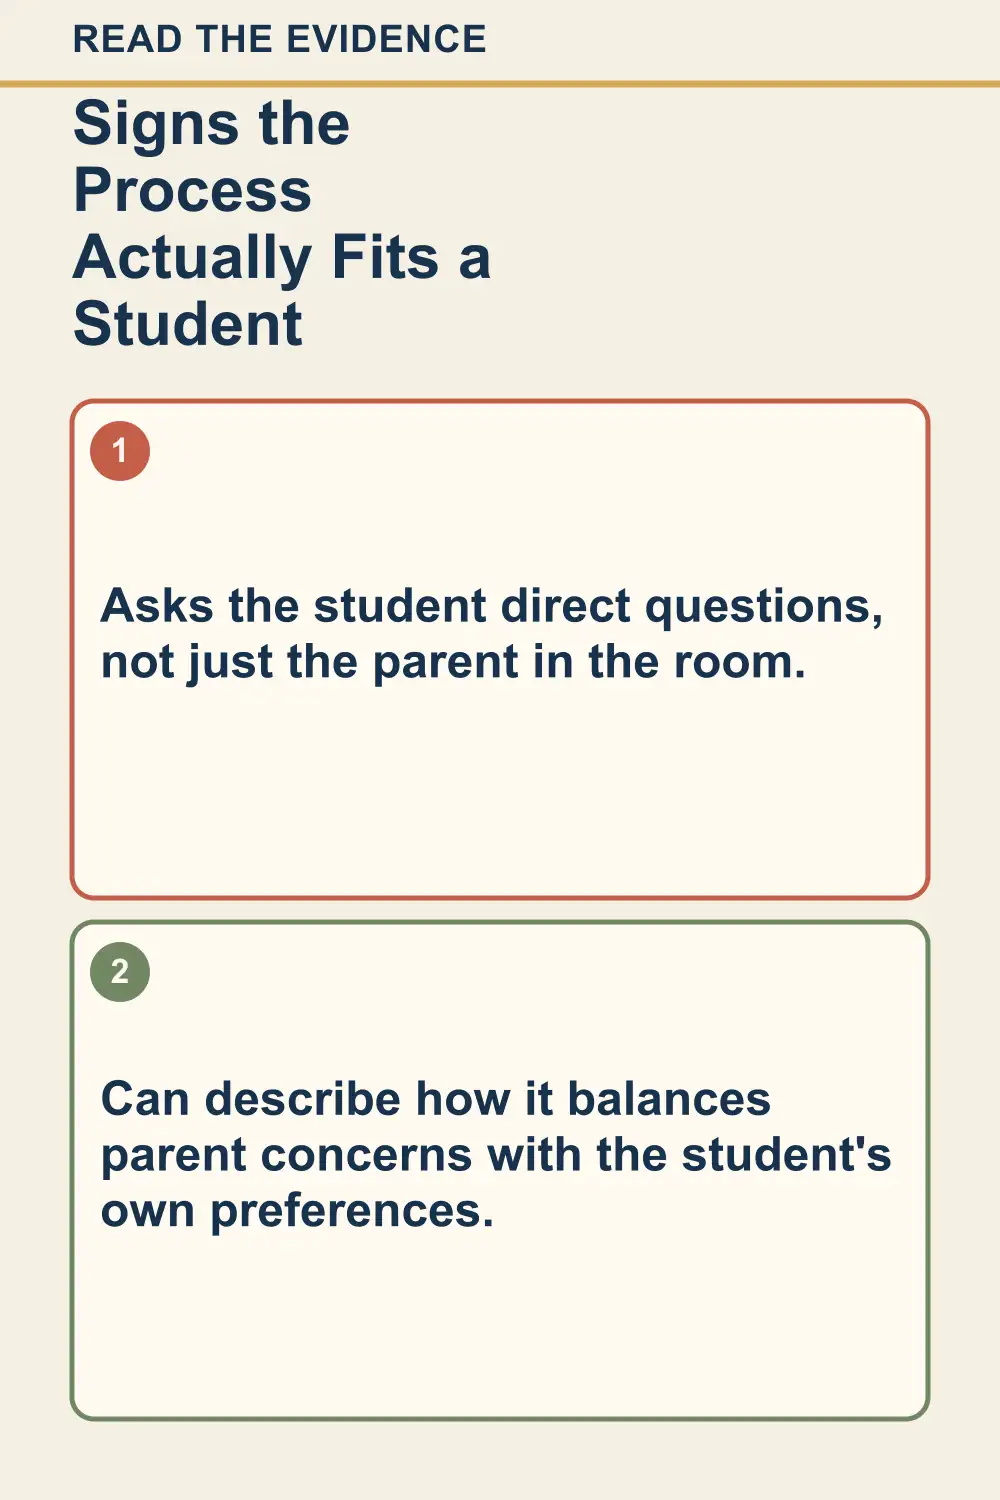 READ THE EVIDENCE
Signs the
Process
Actually Fits a
Student
1
Asks the student direct questions,
not just the parent in the room.
2
Can describe how it balances
parent concerns with the student's
own preferences.